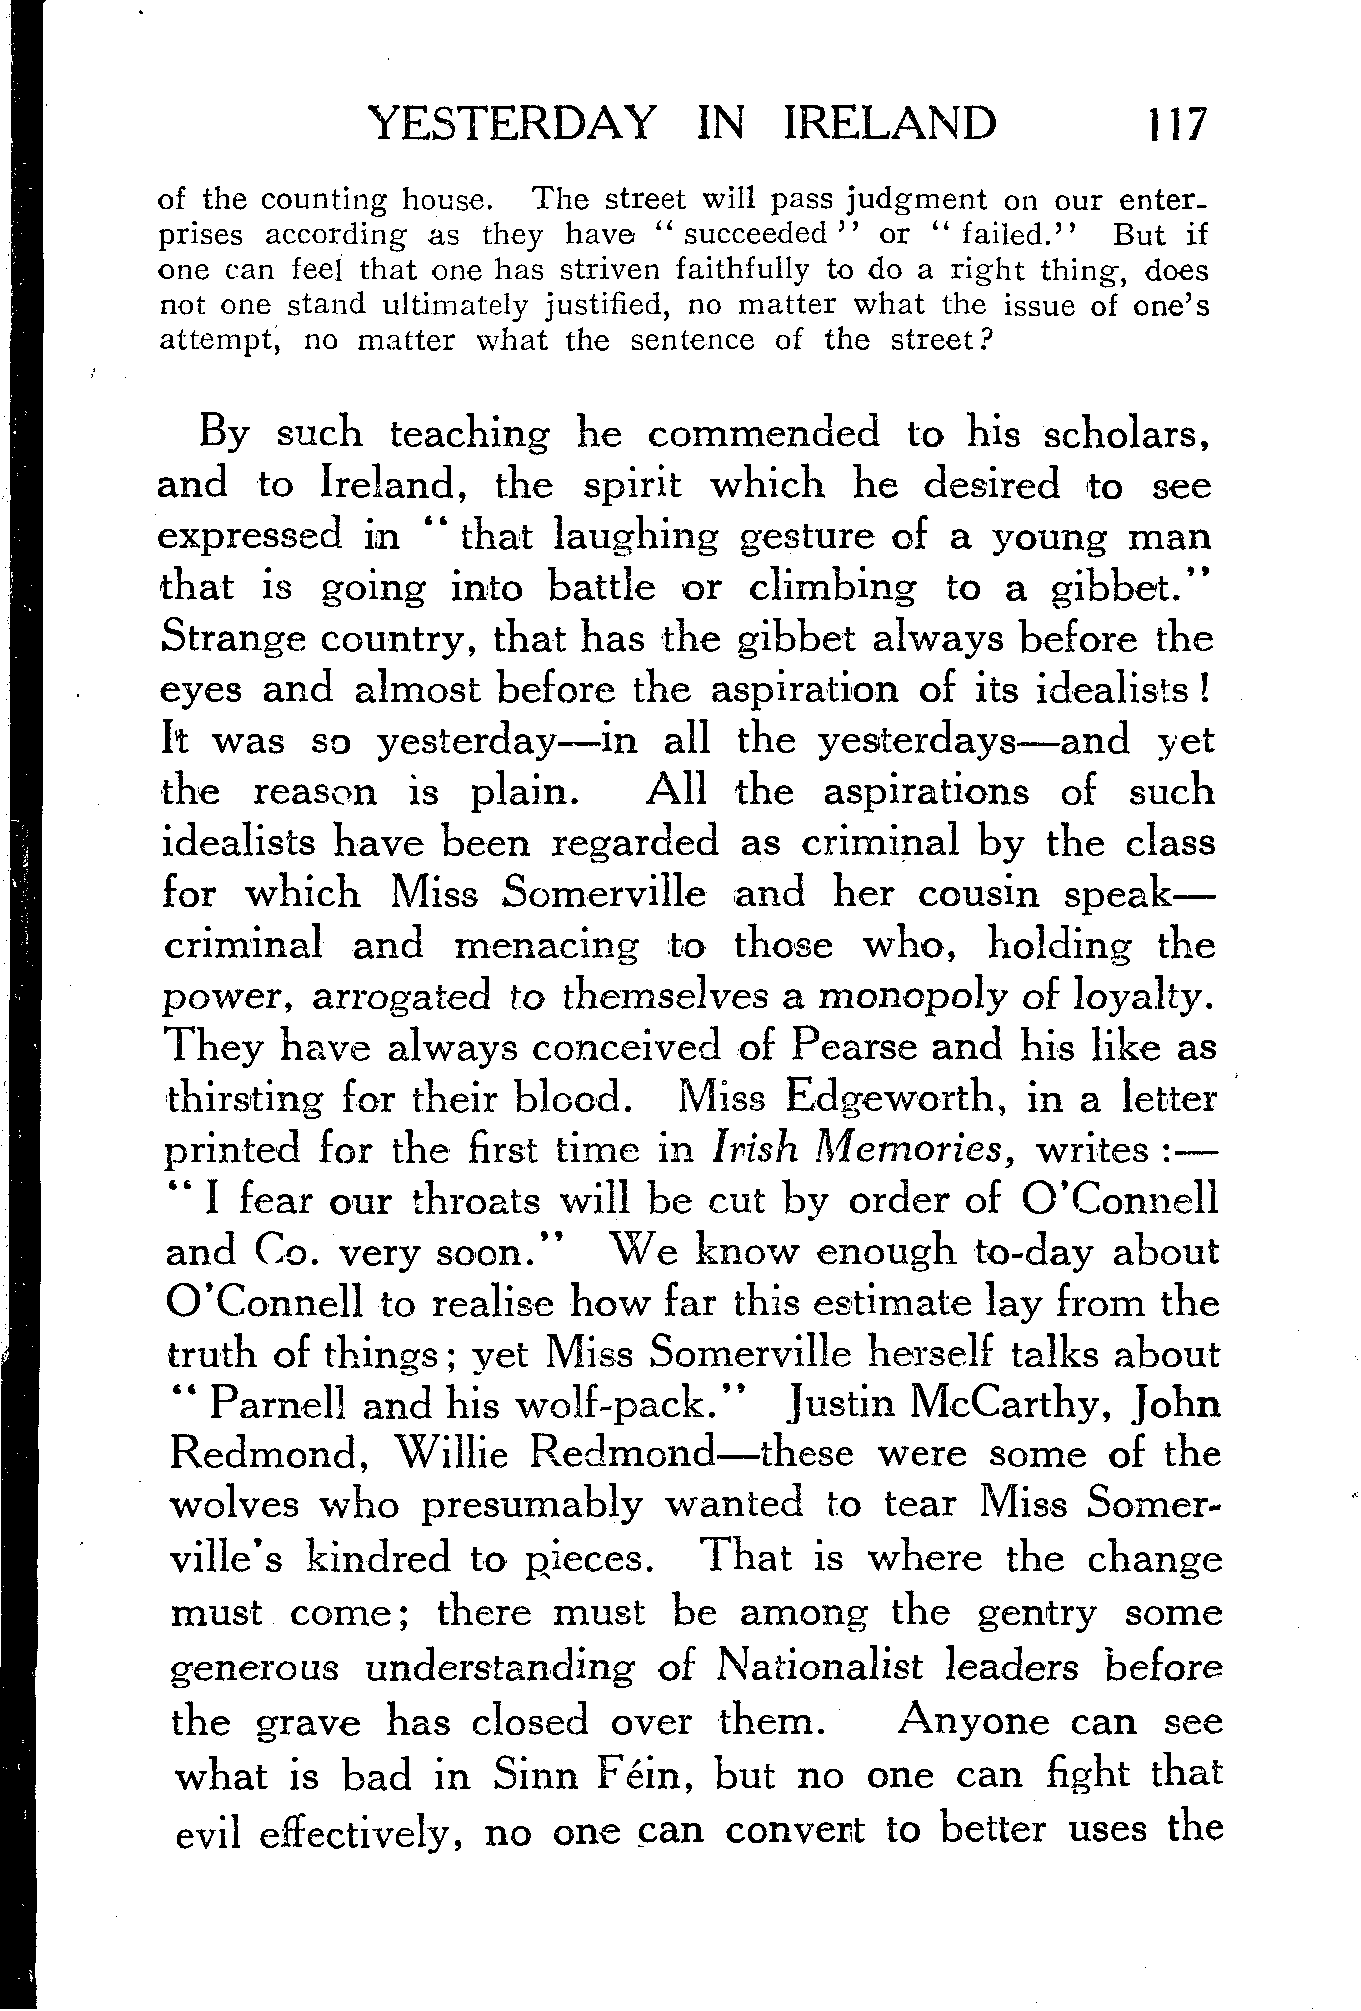 YESTERDAY IN IRELAND 117
of the counting house. The street will pass judgment on our enter-
prises according as they have “ succeeded ” or “ failed.” But if
one can feel that one has striven faithfully to do a right thing, does
not one stand ultimately justified, no matter what the issue of one’s
attempt, no matter what the sentence of the street?
By such teaching he commended to his scholars,
and to Ireland, the spirit which he desired to see
expressed in “ that laughing gesture of a young man
that is going into battle or climbing to a gibbet.”
Strange country, that has the gibbet always before the
eyes and almost before the aspiration of its idealists !
It was so yesterday—in all the yesterdays—and yet
the reason is plain. All the aspirations of such
idealists have been regarded as criminal by the class
for which Miss Somerville and her cousin speak—
criminal and menacing to those who, holding the
power, arrogated to themselves a monopoly of loyalty.
They have always conceived of Pearse and his like as
thirsting for their blood. Miss Edgeworth, in a letter
printed for the first time in Irish Memories, writes :—
“ I fear our throats will be cut by order of O’Connell
and Co. very soon.” We know enough to-day about
O’Connell to realise how far this estimate lay from the
truth of things ; yet Miss Somerville herself talks about
“ Parnell and his wolf-pack.” Justin McCarthy, John
Redmond, Willie Redmond—these were some of the
wolves who presumably wanted to tear Miss Somer-
ville’s kindred to pieces. That is where the change
must come ; there must be among the gentry some
generous understanding of Nationalist leaders before
the grave has closed over them. Anyone can see
what is bad in Sinn Féin, but no one can fight that
evil effectively, no one can convert to better uses the